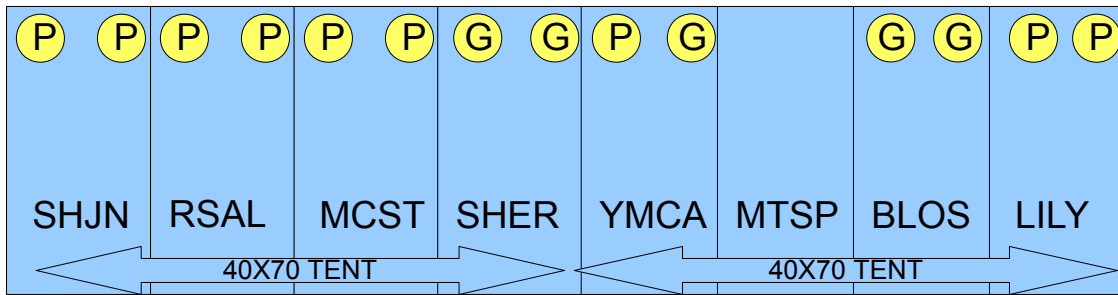 P P P P P P G G P G G G P P
SHJN RSAL MCST SHER YMCA MTSP BLOS LILY
40X70 TENT 40X70 TENT